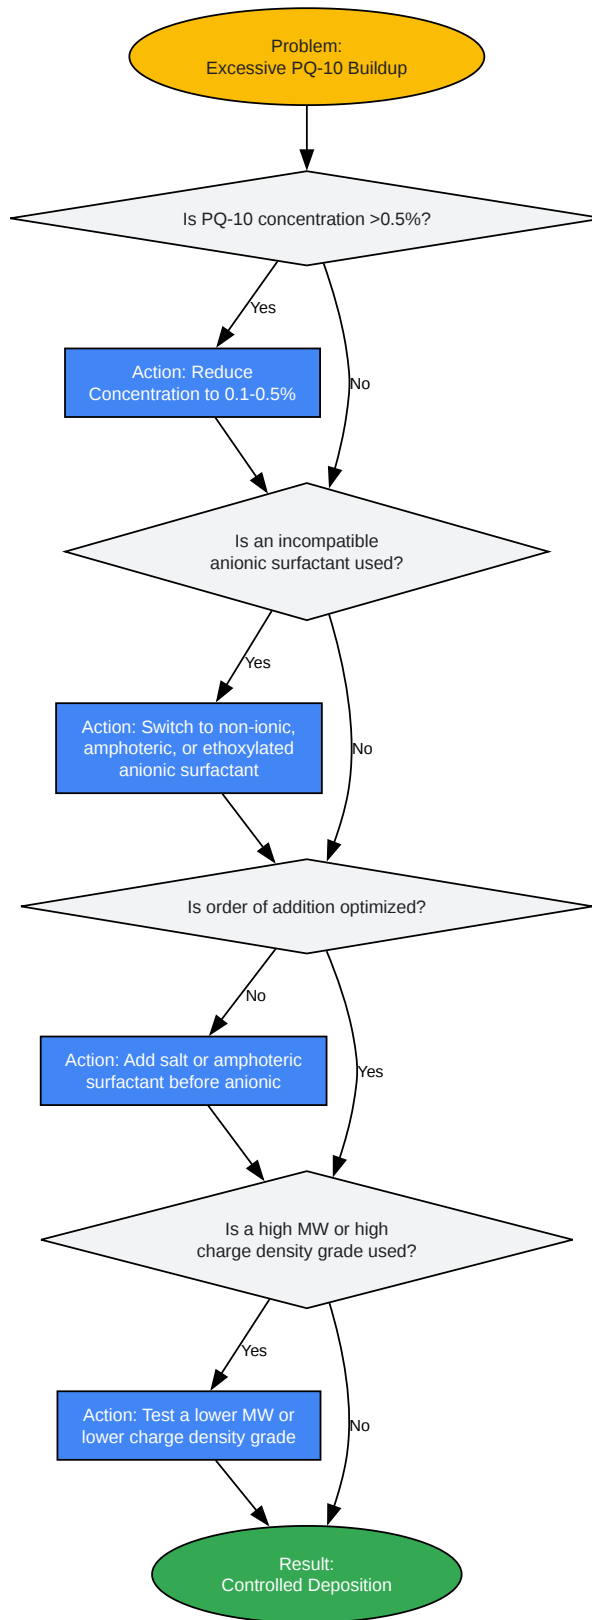 Problem:
Excessive PQ-10 Buildup
Is PQ-10 concentration >0.5%?
Yes
No
Action: Reduce
Concentration to 0.1-0.5%
Is an incompatible
anionic surfactant used?
Yes
No
Action: Switch to non-ionic,
amphoteric, or ethoxylated
anionic surfactant
Is order of addition optimized?
No
Yes
Action: Add salt or amphoteric
surfactant before anionic
Is a high MW or high
charge density grade used?
Yes
No
Action: Test a lower MW or
lower charge density grade
Result:
Controlled Deposition